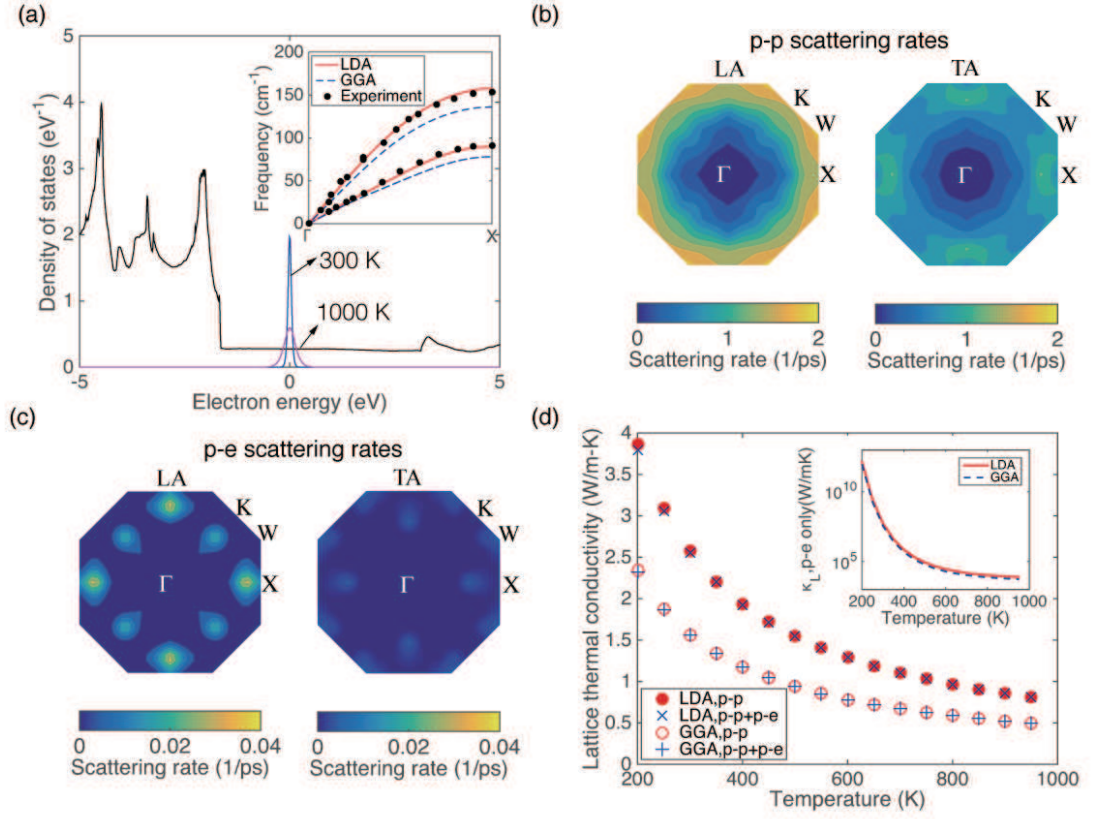 (a)
5
4
3
2
1
0
Density of states (eV⁻¹)
-5
0
5
Electron energy (eV)
300 K
1000 K
200
150
100
50
0
Frequency (cm⁻¹)
LDA
GGA
Experiment
Γ
X
(b)
p-p scattering rates
LA
K
W
X
Γ
TA
K
W
X
Γ
0 1 2
Scattering rate (1/ps)
0 1 2
Scattering rate (1/ps)
(c)
p-e scattering rates
LA
K
W
X
Γ
TA
K
W
X
Γ
0 0.02 0.04
Scattering rate (1/ps)
0 0.02 0.04
Scattering rate (1/ps)
(d)
Lattice thermal conductivity (W/m-K)
4
3.5
3
2.5
2
1.5
1
0.5
0
200 400 600 800 1000
Temperature (K)
LDA,p-p
LDA,p-p+p-e
GGA,p-p
GGA,p-p+p-e
κL,p-e only(W/mK)
10¹⁰
10⁵
LDA
GGA
200 400 600 800 1000
Temperature (K)